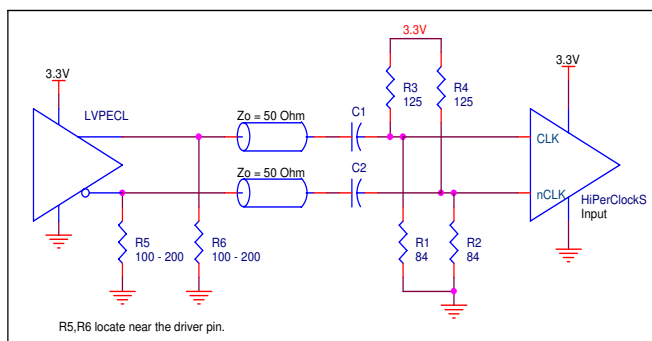 3.3V
3.3V
3.3V
LVPECL
R3
125
R4
125
Zo = 50 Ohm
C1
CLK
Zo = 50 Ohm
C2
nCLK
HiPerClockS
Input
R5
100 - 200
R6
100 - 200
R1
84
R2
84
R5,R6 locate near the driver pin.